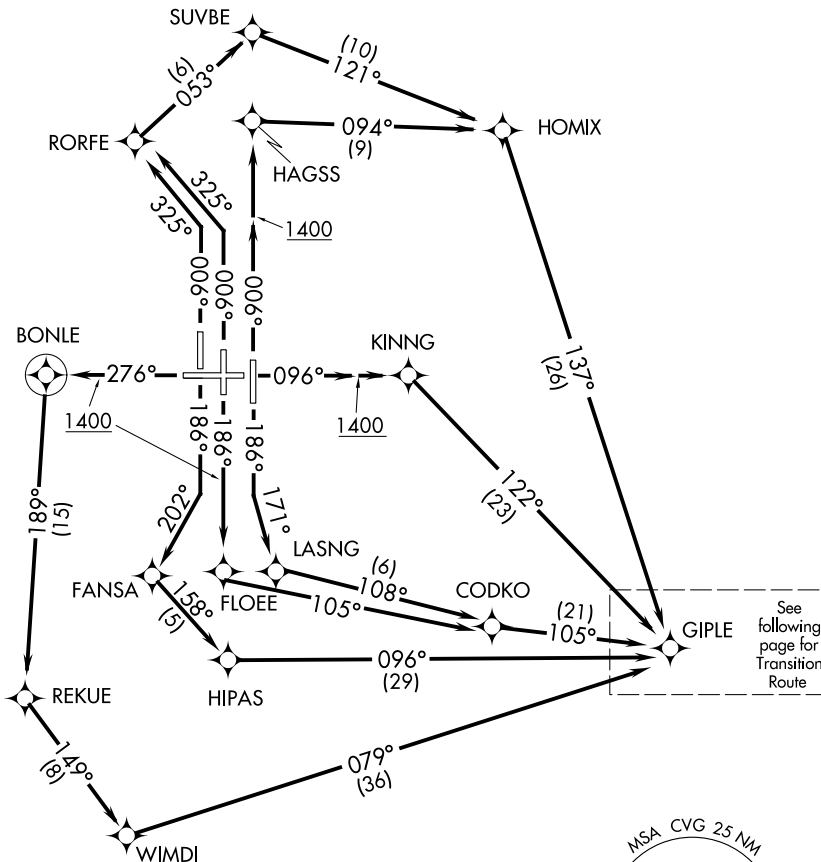 SUVBE
(10)
121°
(6)
053°
RORFE
HOMIX
094°
(9)
HAGSS
325°
325°
1400
006°
006°
006°
BONLE
KINNG
276°
096°
137°
(26)
1400
1400
186°
186°
186°
122°
(23)
189°
(15)
202°
171°
LASNG
(6)
108°
FANSA
158°
(5)
FLOEE
105°
CODKO
(21)
105°
GIPLE
See
following
page for
Transition
Route
096°
(29)
HIPAS
REKUE
149°
(8)
079°
(36)
WIMDI
MSA CVG 25 NM